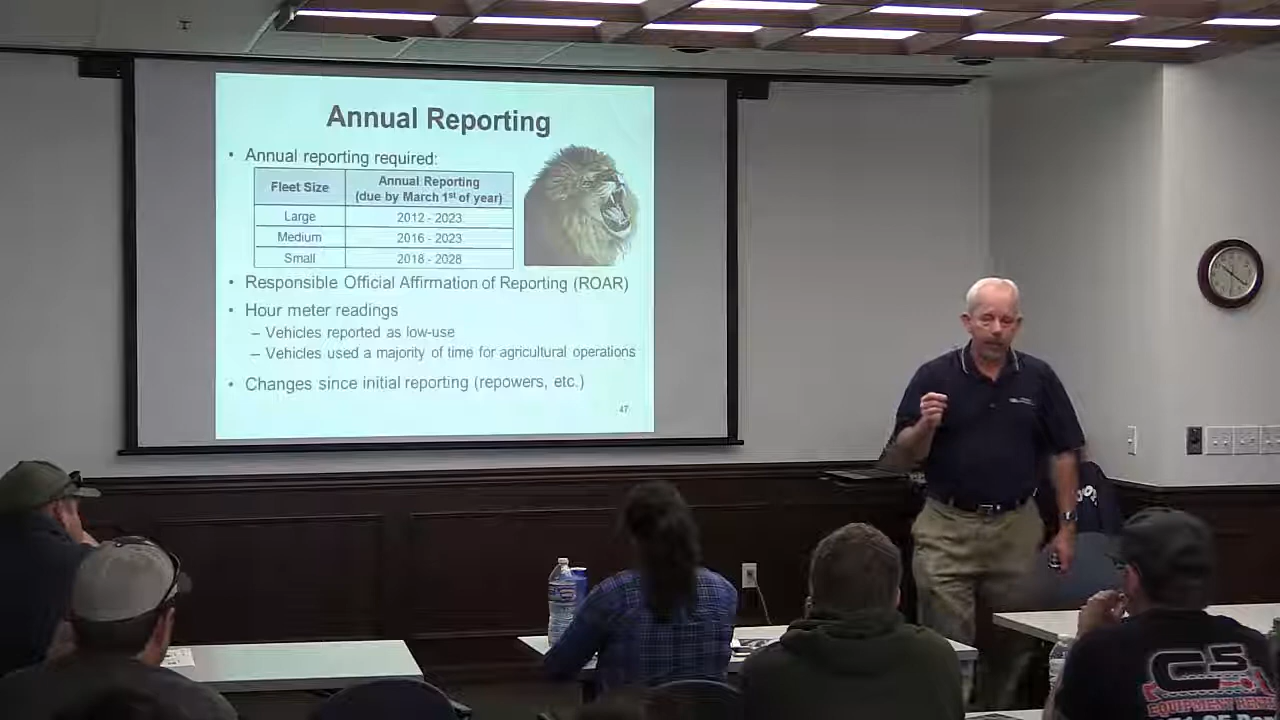 Annual Reporting
• Annual reporting required:
Fleet Size
Annual Reporting
(due by March 1st of year)
Large 2012 - 2023
Medium 2016 - 2023
Small 2018 - 2028
• Responsible Official Affirmation of Reporting (ROAR)
• Hour meter readings
– Vehicles reported as low-use
– Vehicles used a majority of time for agricultural operations
• Changes since initial reporting (repowers, etc.)
47
C5
EQUIPMENT